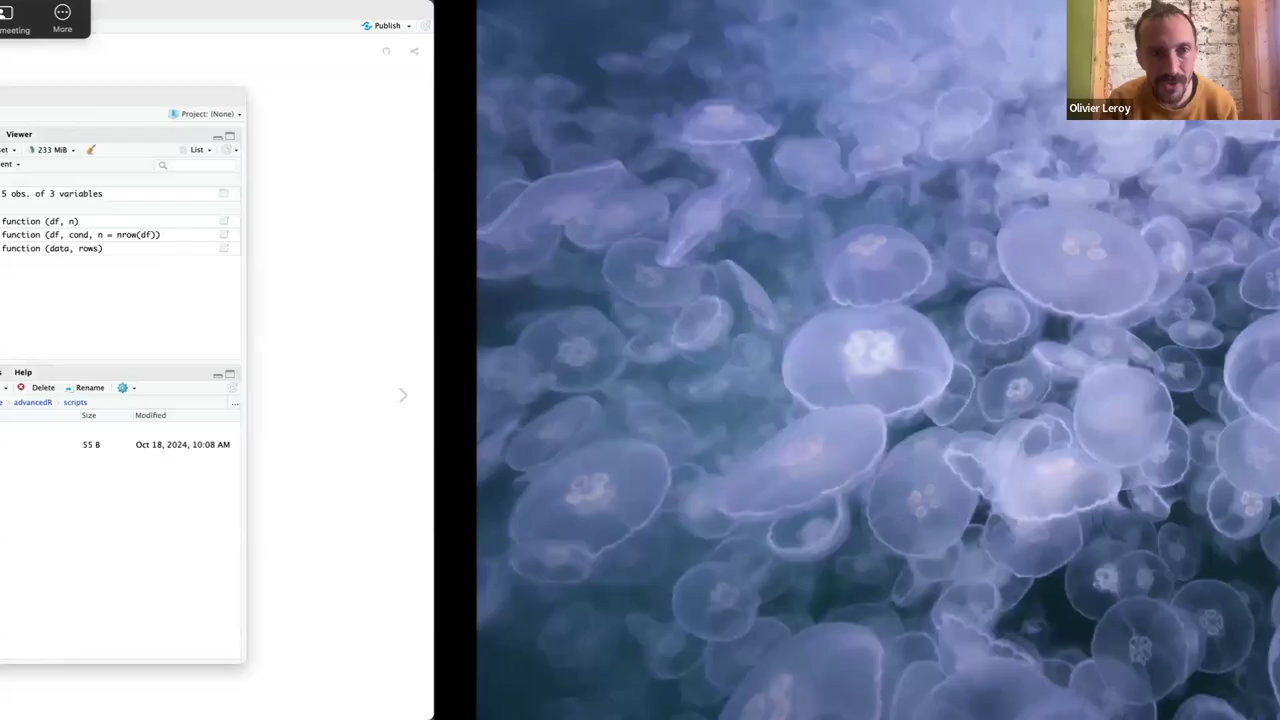 meeting
More
Publish
Olivier Leroy
Project: (None)
Viewer
set
233 MiB
List
ent
5 obs. of 3 variables
function (df, n)
function (df, cond, n = nrow(df))
function (data, rows)
s Help
Delete Rename
e advancedR scripts ...
Size Modified
55 B Oct 18, 2024, 10:08 AM